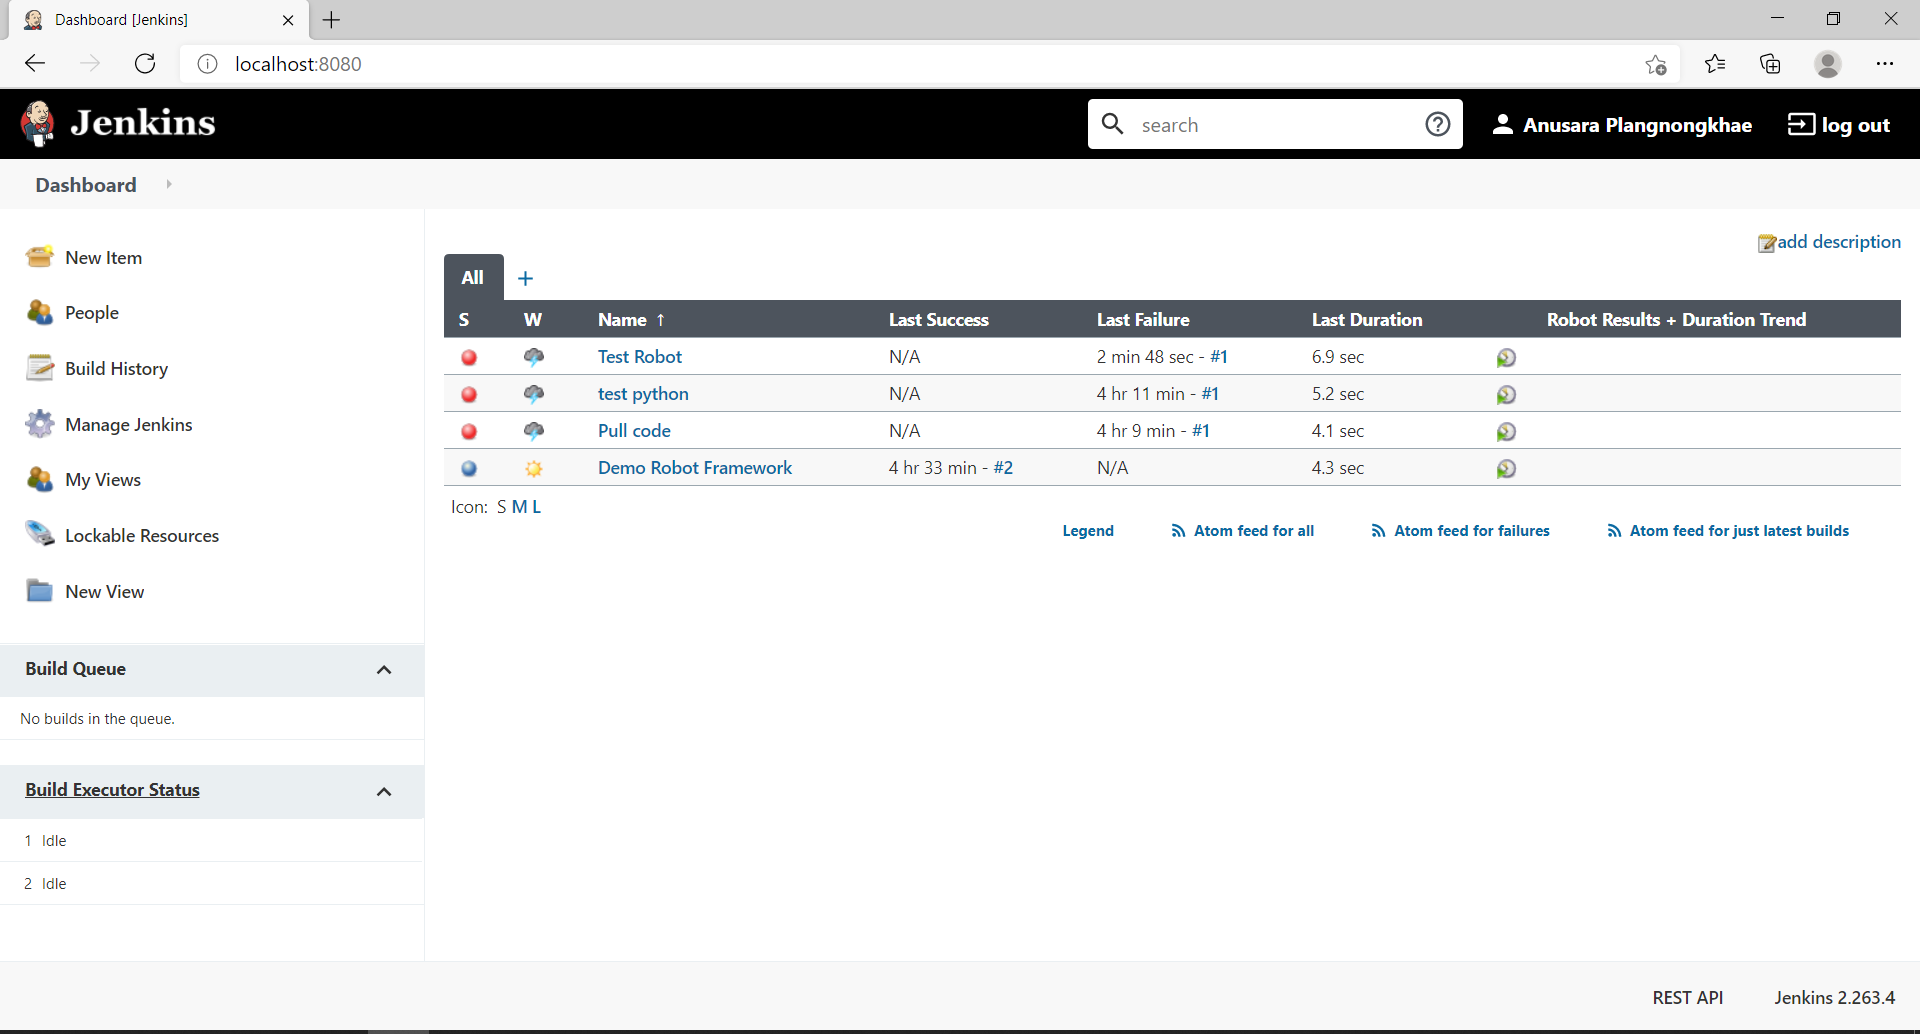 Dashboard [Jenkins]
localhost:8080
Jenkins
search
Anusara Plangnongkhae
log out
Dashboard
New Item
People
Build History
Manage Jenkins
My Views
Lockable Resources
New View
Build Queue
No builds in the queue.
Build Executor Status
1 Idle
2 Idle
add description
All +
S W Name ↑ Last Success Last Failure Last Duration Robot Results + Duration Trend
Test Robot N/A 2 min 48 sec - #1 6.9 sec
test python N/A 4 hr 11 min - #1 5.2 sec
Pull code N/A 4 hr 9 min - #1 4.1 sec
Demo Robot Framework 4 hr 33 min - #2 N/A 4.3 sec
Icon: S M L
Legend Atom feed for all Atom feed for failures Atom feed for just latest builds
REST API Jenkins 2.263.4